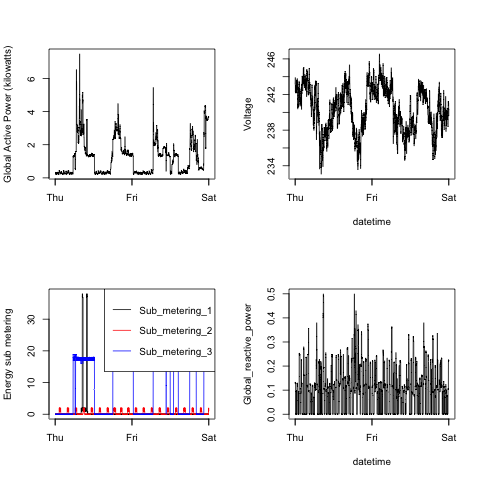 Global Active Power (kilowatts)
0 2 4 6
Thu Fri Sat
Voltage
234 238 242 246
Thu Fri Sat
datetime
Energy sub metering
0 10 20 30
Sub_metering_1
Sub_metering_2
Sub_metering_3
Thu Fri Sat
Global_reactive_power
0.0 0.1 0.2 0.3 0.4 0.5
Thu Fri Sat
datetime